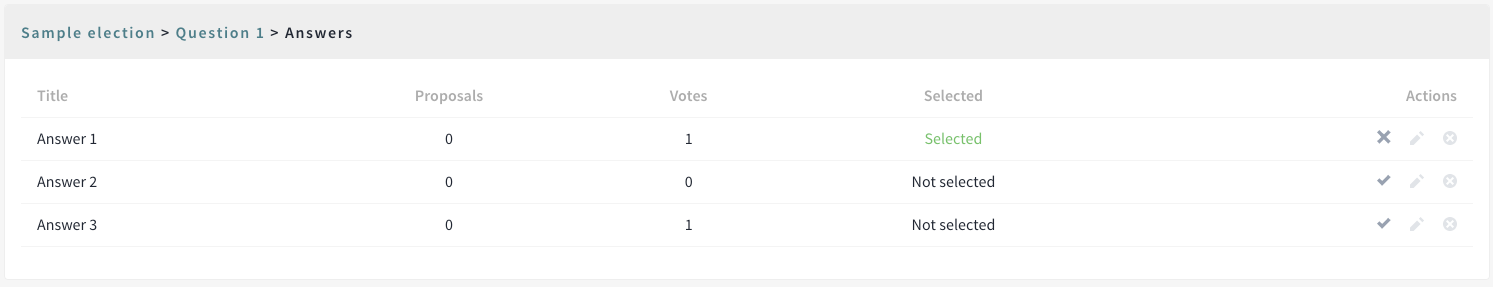 Sample election > Question 1 > Answers
Title Proposals Votes Selected Actions
Answer 1 0 1 Selected
Answer 2 0 0 Not selected
Answer 3 0 1 Not selected